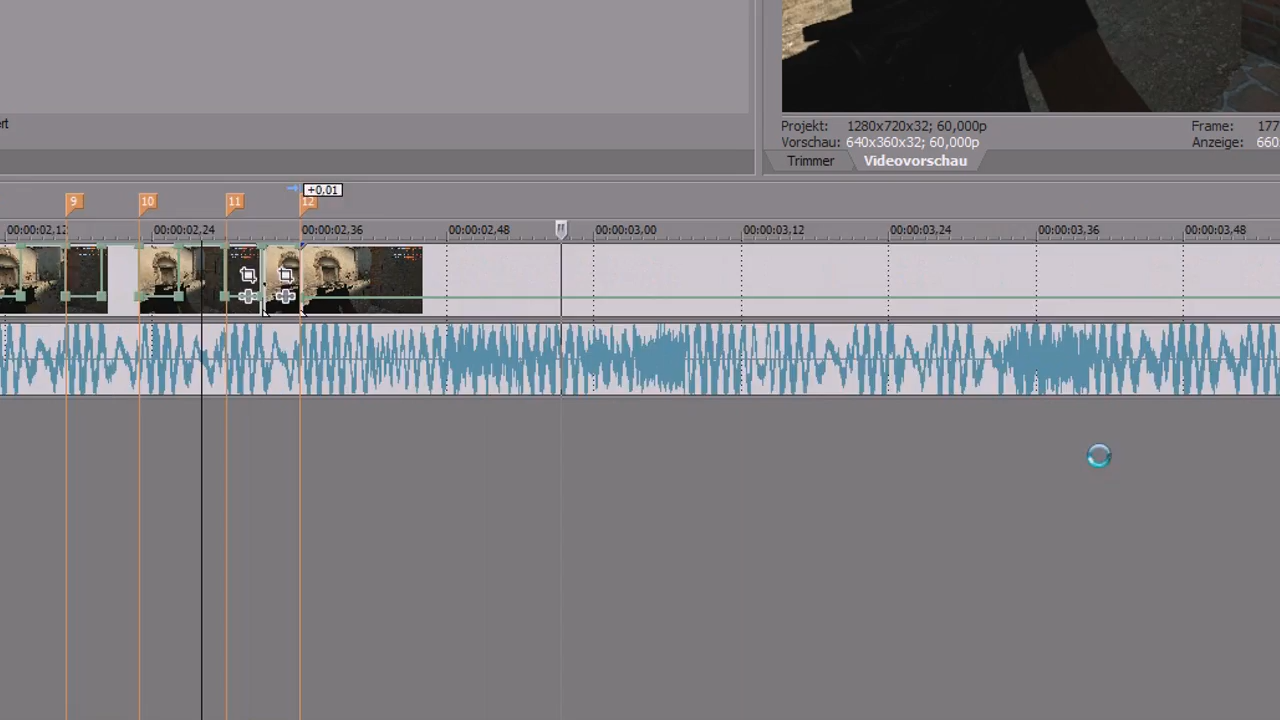 rt
Projekt: 1280x720x32; 60,000p Frame: 177
Vorschau: 640x360x32; 60,000p Anzeige: 660
Trimmer Videovorschau
+0,01
9 10 11 12
00:00:02,12 00:00:02,24 00:00:02,36 00:00:02,48 00:00:03,00 00:00:03,12 00:00:03,24 00:00:03,36 00:00:03,48